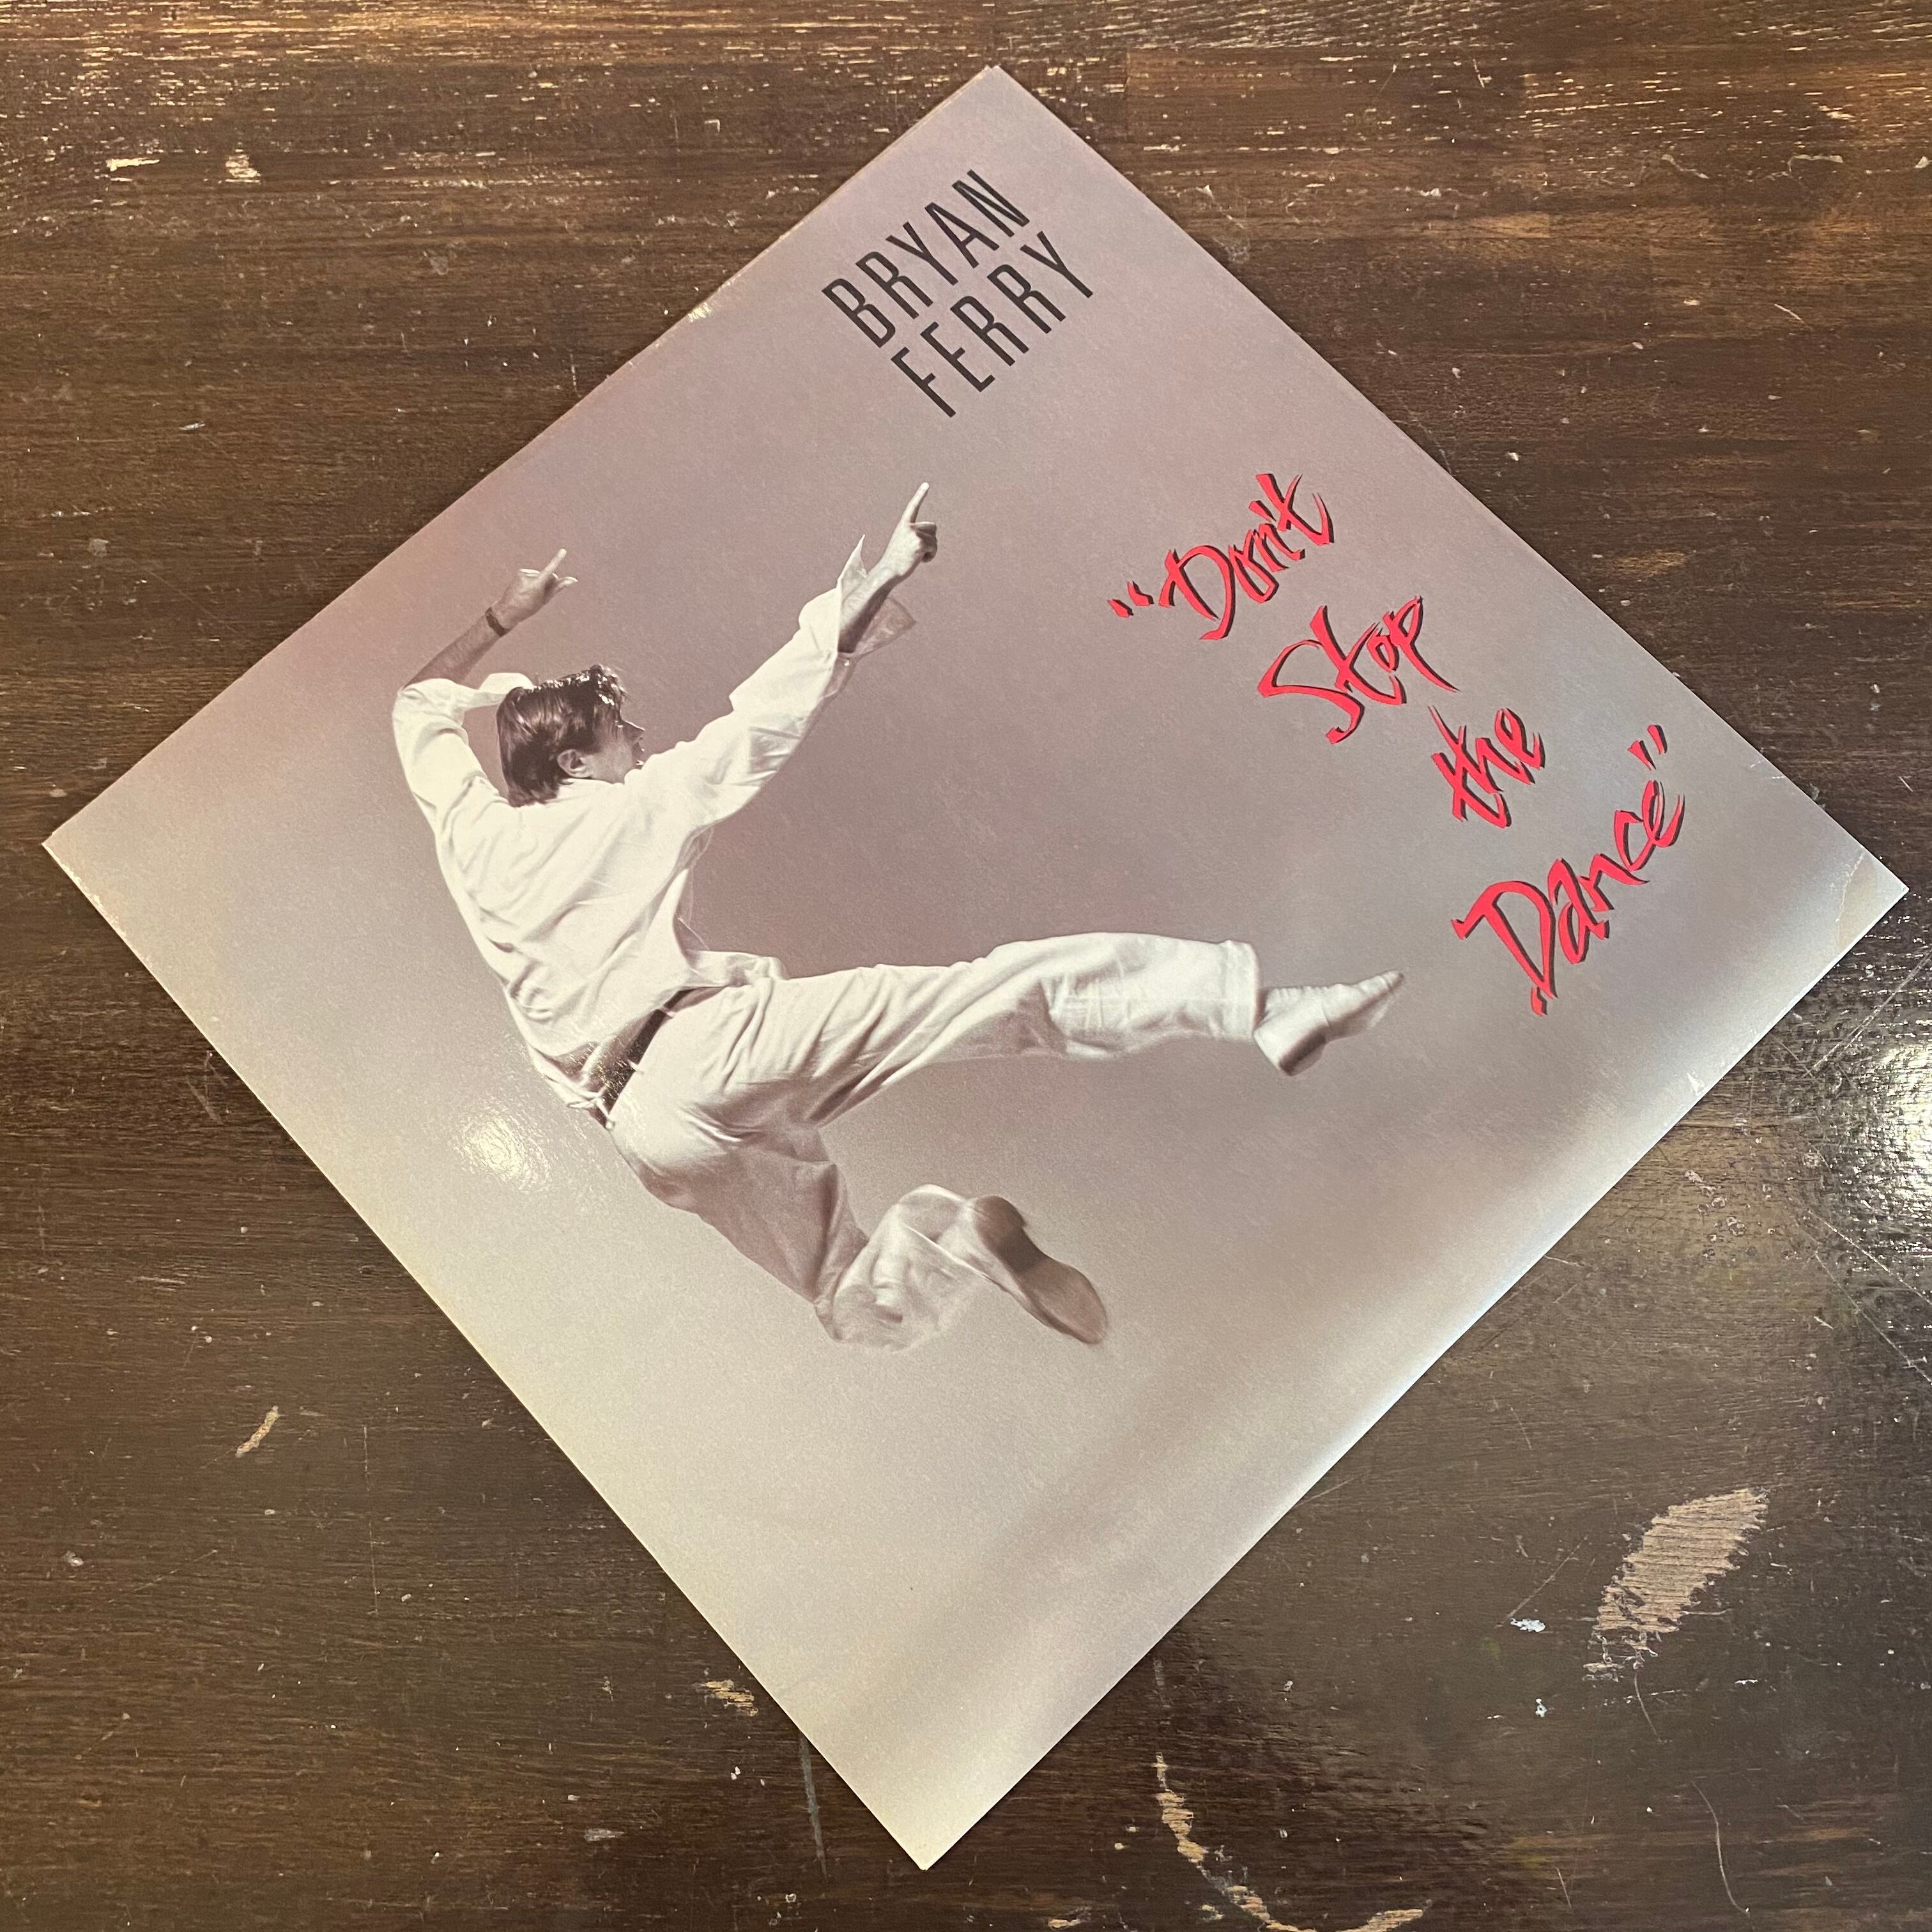 BRYAN
FERRY
"Don't
Stop
the
Dance"